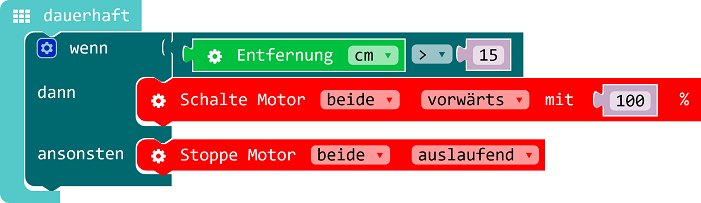 dauerhaft
wenn Entfernung cm > 15
dann Schalte Motor beide vorwärts mit 100 %
ansonsten Stoppe Motor beide auslaufend